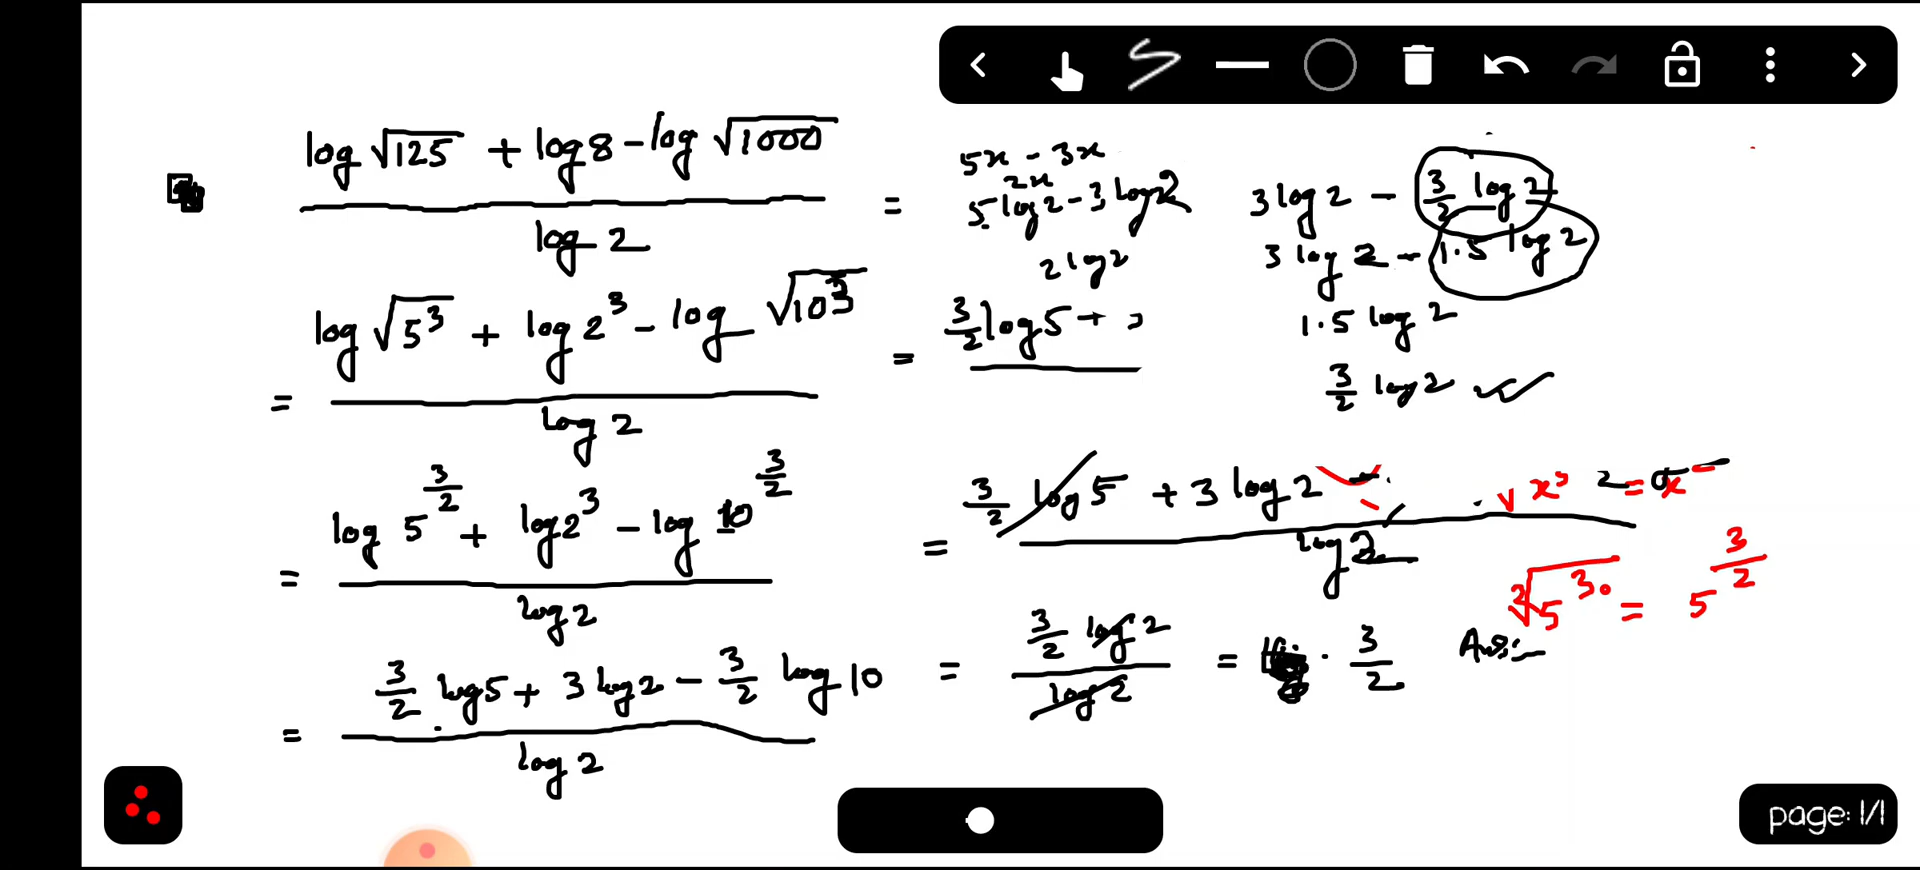 log √125 + log 8 - log √1000
log 2
=
log √5³ + log 2³ - log √10³
=
log 2
log 5^(3/2) + log 2³ - log 10^(3/2)
=
log 2
3/2 log 5 + 3 log 2 - 3/2 log 10
=
log 2
5x - 3x
2x
5 log 2 - 3 log 2
2 log 2
= 3/2 log 5 +
3 log 2 - 3/2 log 2
3 log 2 - 1.5 log 2
1.5 log 2
3/2 log 2
= 3/2 log 5 + 3 log 2 -
log 2
√x³ = x
²√5³ = 5^(3/2)
= 3/2 log 2
log 2
= 3/2 Ans:
page: 1/1